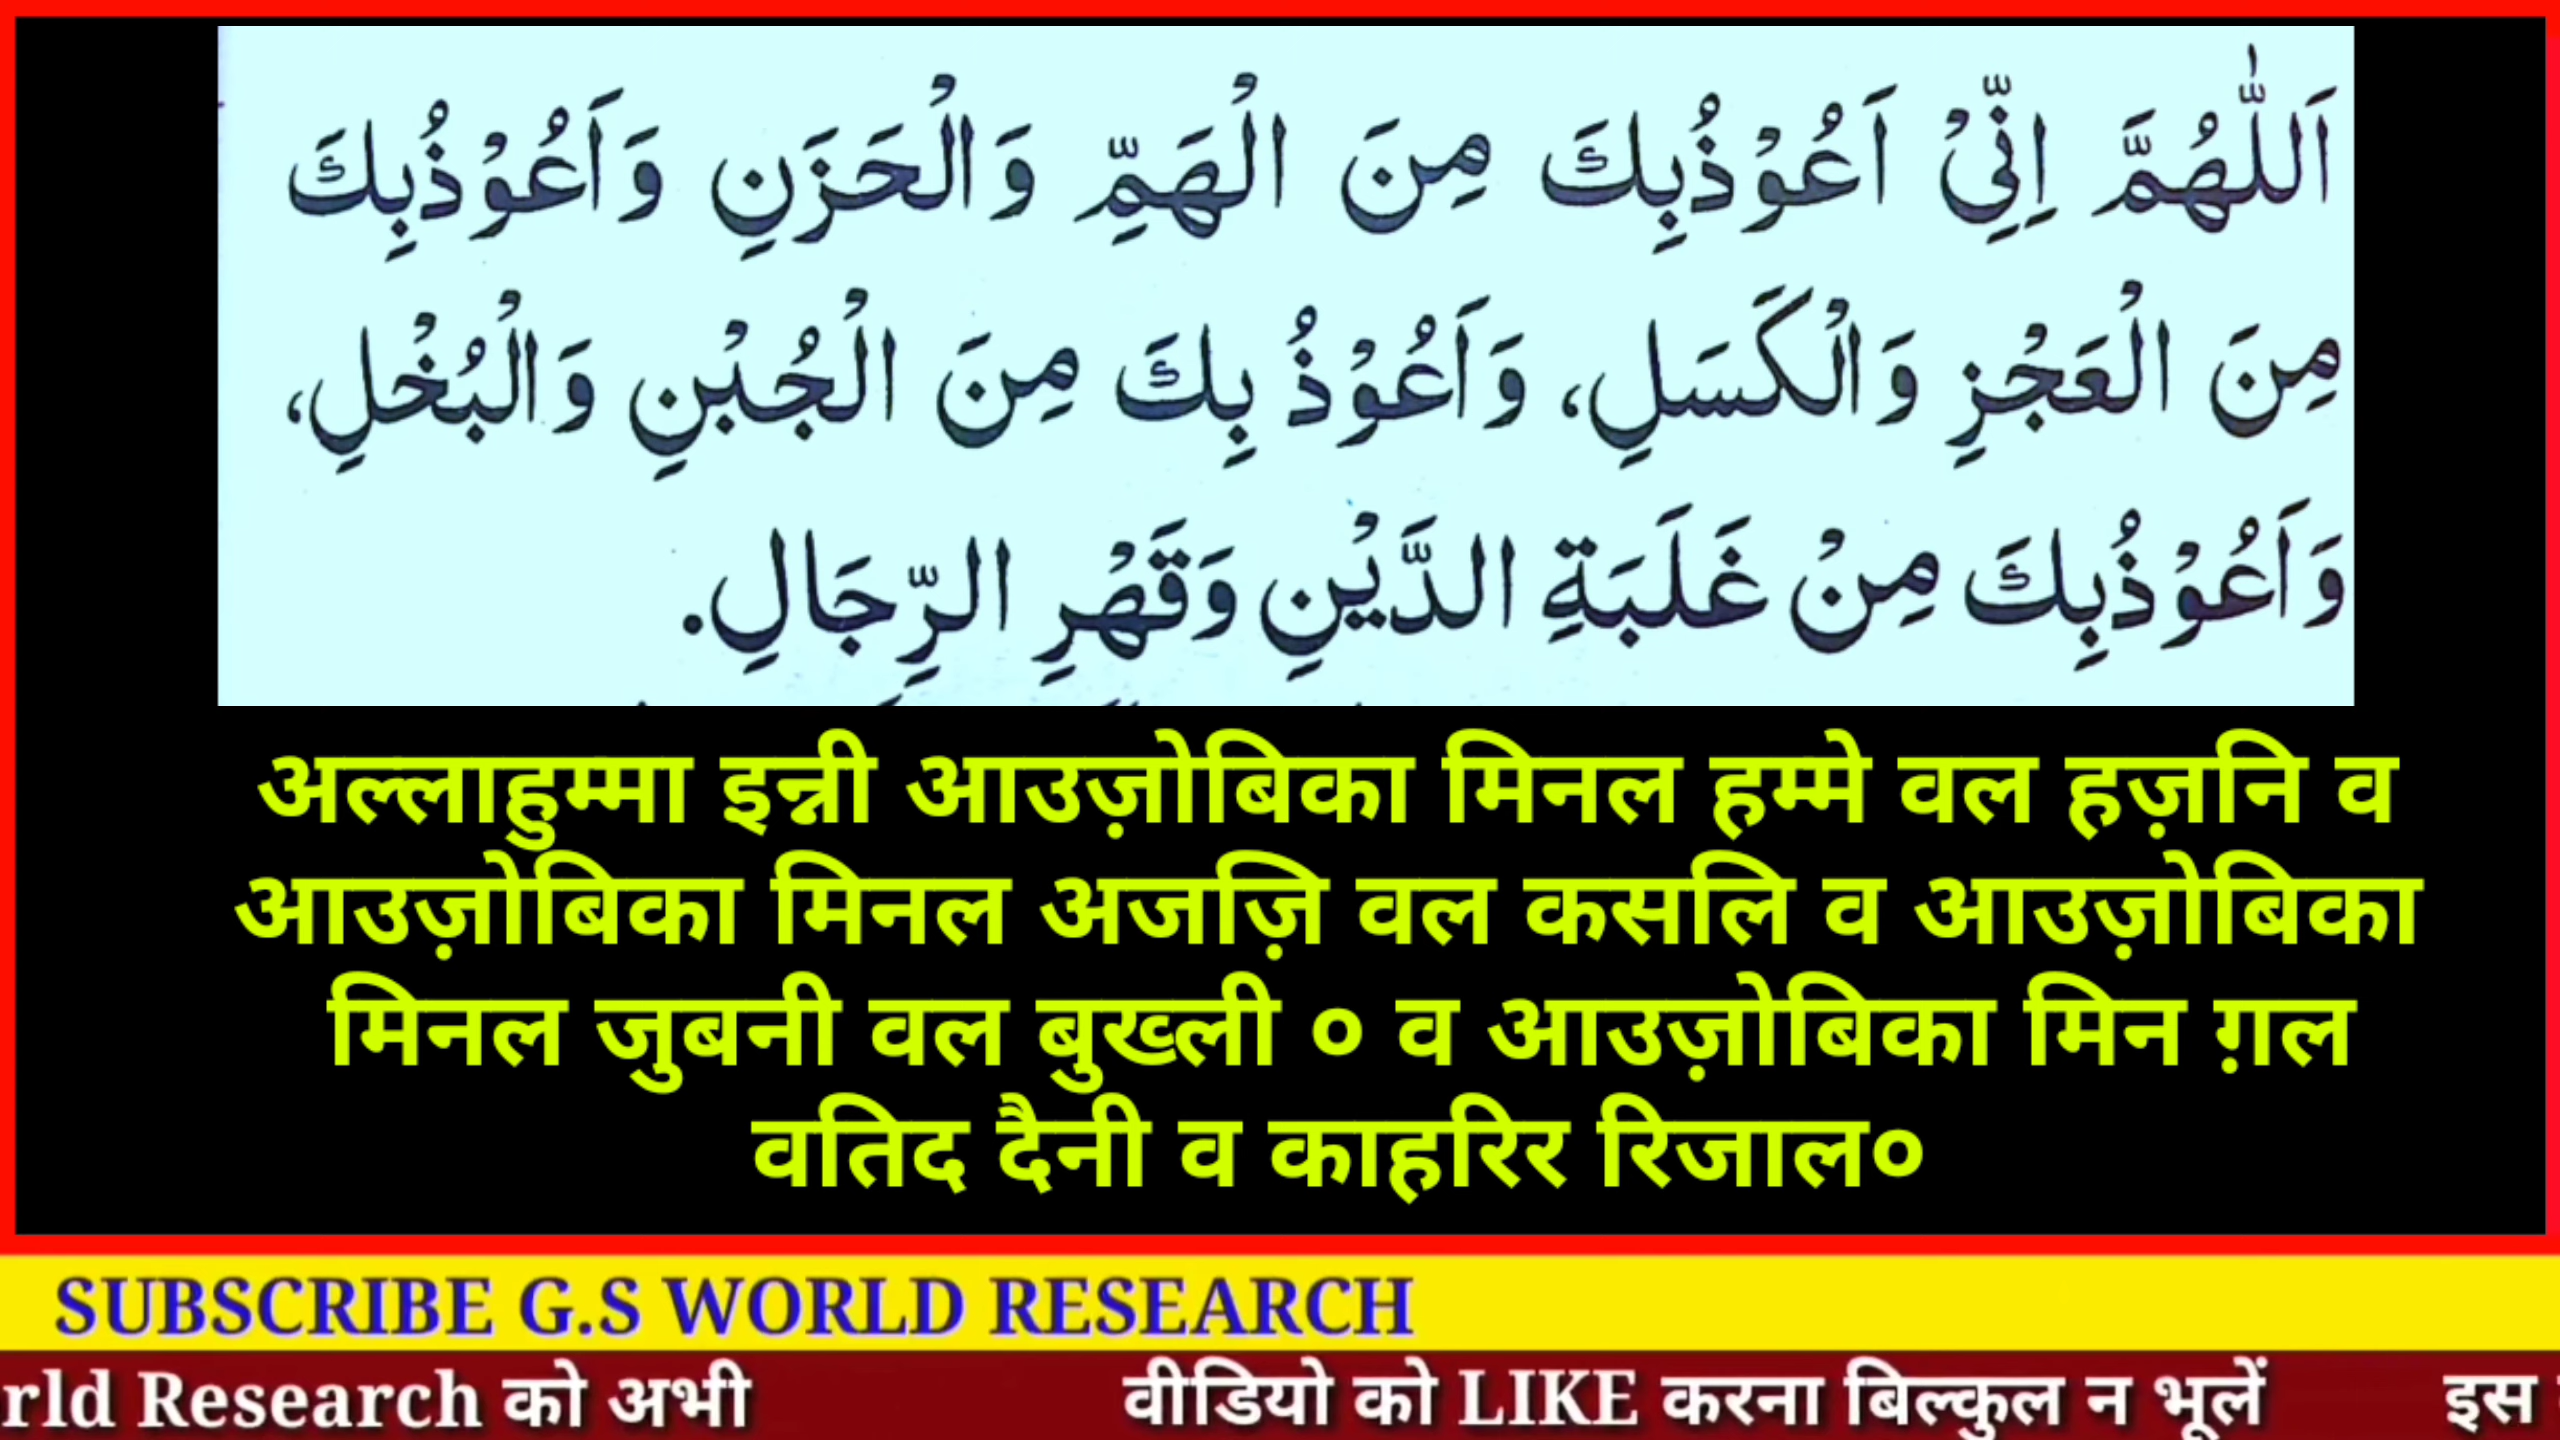 اَللّٰهُمَّ اِنِّىْ اَعُوْذُبِكَ مِنَ الْهَمِّ وَالْحَزَنِ وَاَعُوْذُبِكَ
مِنَ الْعَجْزِ وَالْكَسَلِ، وَاَعُوْذُ بِكَ مِنَ الْجُبْنِ وَالْبُخْلِ،
وَاَعُوْذُبِكَ مِنْ غَلَبَةِ الدَّيْنِ وَقَهْرِ الرِّجَالِ.
अल्लाहुम्मा इन्नी आउज़ोबिका मिनल हम्मे वल हज़नि व
आउज़ोबिका मिनल अजज़ि वल कसलि व आउज़ोबिका
मिनल जुबनी वल बुख्ली ० व आउज़ोबिका मिन ग़ल
वतिद दैनी व काहरिर रिजाल०
SUBSCRIBE G.S WORLD RESEARCH
rld Research को अभी वीडियो को LIKE करना बिल्कुल न भूलें इस